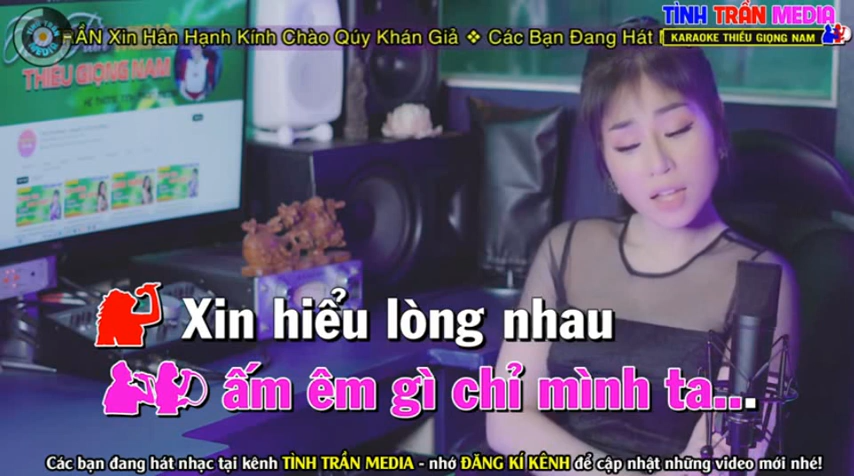 TÌNH TRẦN MEDIA
KARAOKE THIẾU GIỌNG NAM
ẦN Xin Hân Hạnh Kính Chào Qúy Khán Giả ❖ Các Bạn Đang Hát
THIẾU GIỌNG NAM
Xin hiểu lòng nhau
ấm êm gì chỉ mình ta...
Các bạn đang hát nhạc tại kênh TÌNH TRẦN MEDIA - nhớ ĐĂNG KÍ KÊNH để cập nhật những video mới nhé!